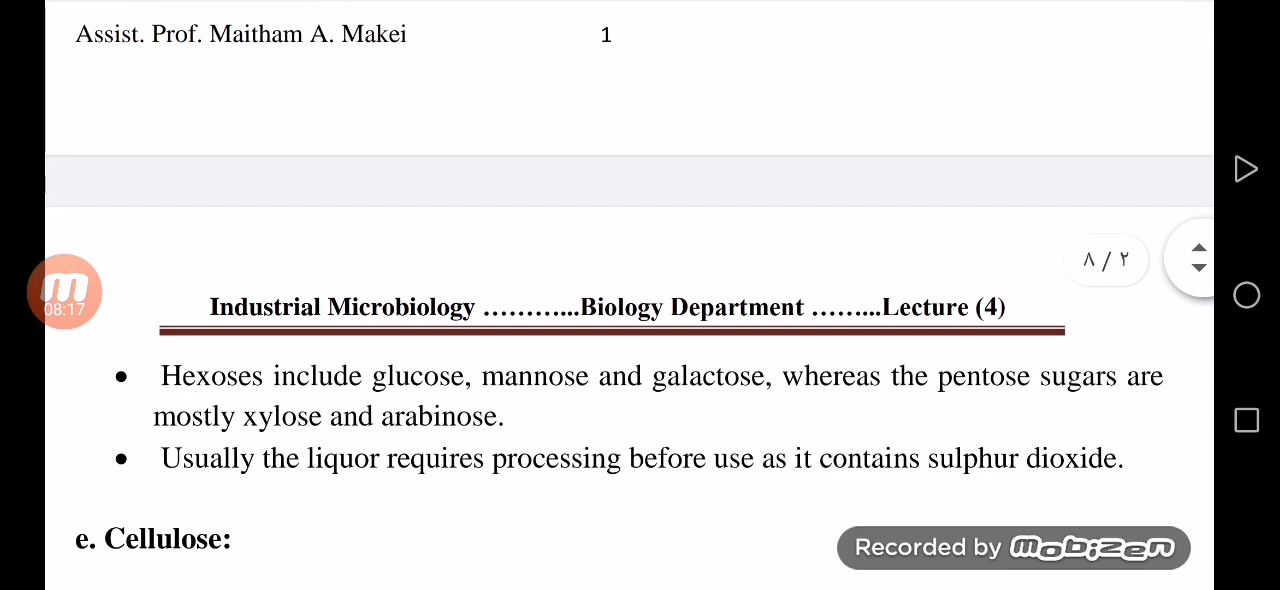 Assist. Prof. Maitham A. Makei 1
٨ / ٢
08:17
Industrial Microbiology ………...Biology Department ……...Lecture (4)
• Hexoses include glucose, mannose and galactose, whereas the pentose sugars are
mostly xylose and arabinose.
• Usually the liquor requires processing before use as it contains sulphur dioxide.
e. Cellulose:
Recorded by mobizen